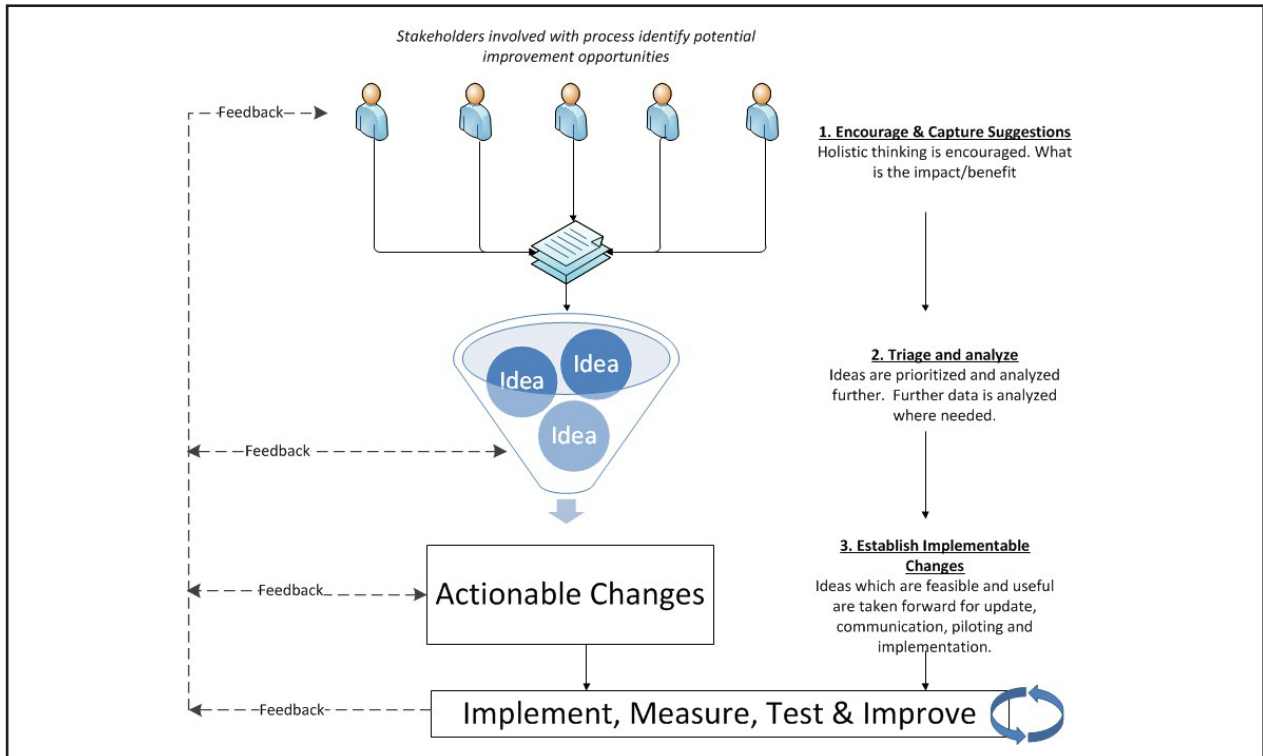 Stakeholders involved with process identify potential
improvement opportunities
Feedback
1. Encourage & Capture Suggestions
Holistic thinking is encouraged. What
is the impact/benefit
Idea
Idea
Idea
2. Triage and analyze
Ideas are prioritized and analyzed
further. Further data is analyzed
where needed.
Feedback
3. Establish Implementable
Changes
Ideas which are feasible and useful
are taken forward for update,
communication, piloting and
implementation.
Feedback
Actionable Changes
Feedback
Implement, Measure, Test & Improve